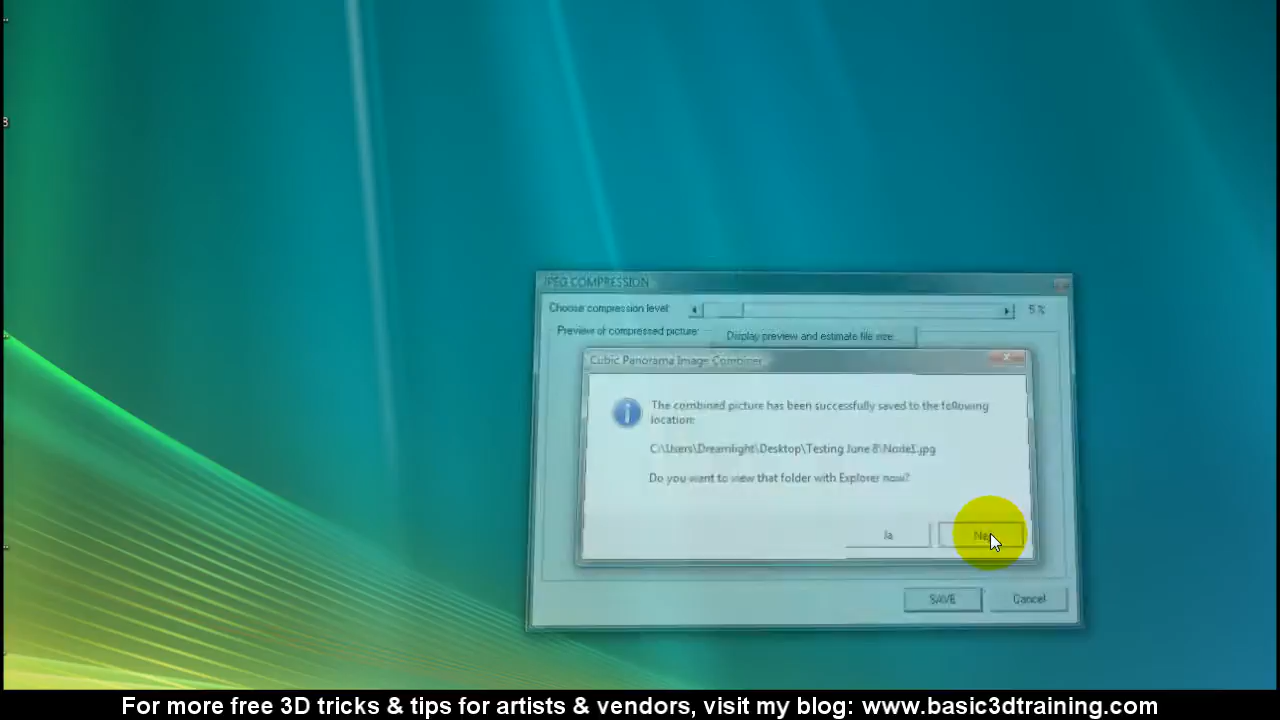 JPEG COMPRESSION
Choose compression level: 5 %
Preview of compressed picture: Display preview and estimate file size...
Cubic Panorama Image Combiner
The combined picture has been successfully saved to the following
location:
C:\Users\Dreamlight\Desktop\Testing June 8\Node1.jpg
Do you want to view that folder with Explorer now?
Ja
SAVE Cancel
For more free 3D tricks & tips for artists & vendors, visit my blog: www.basic3dtraining.com